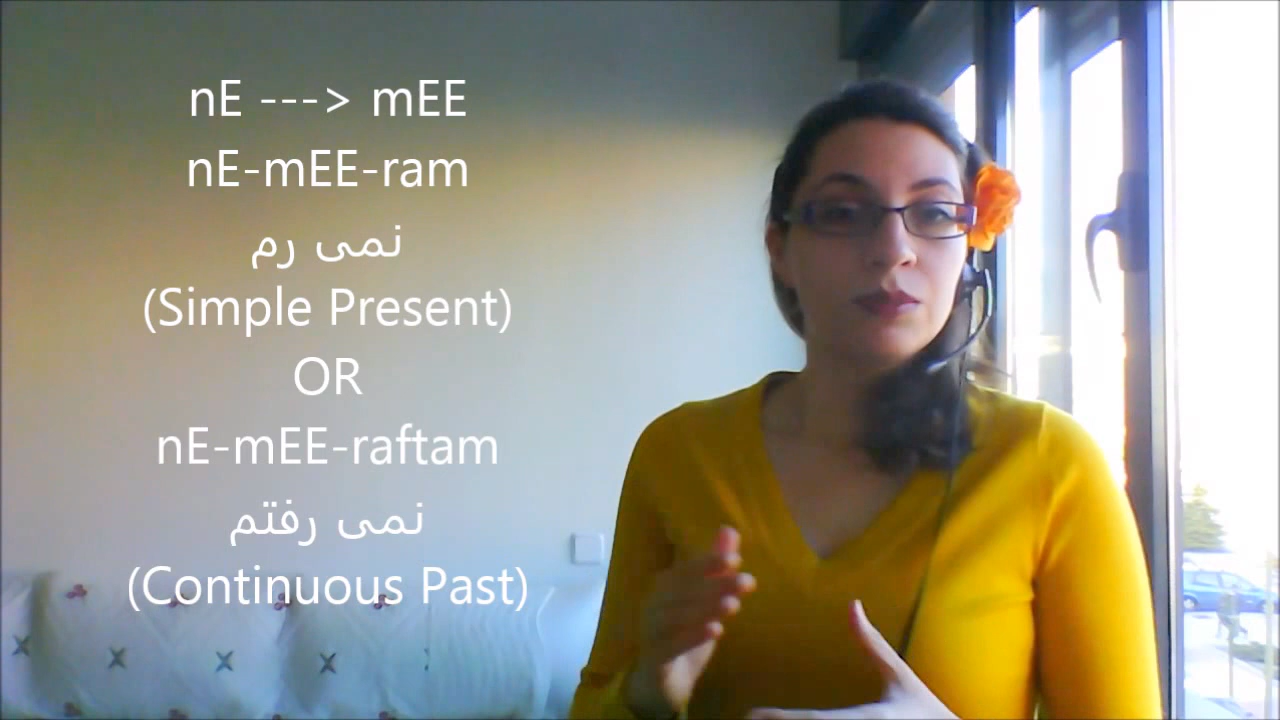 nE ---> mEE
nE-mEE-ram
نمی رم
(Simple Present)
OR
nE-mEE-raftam
نمی رفتم
(Continuous Past)